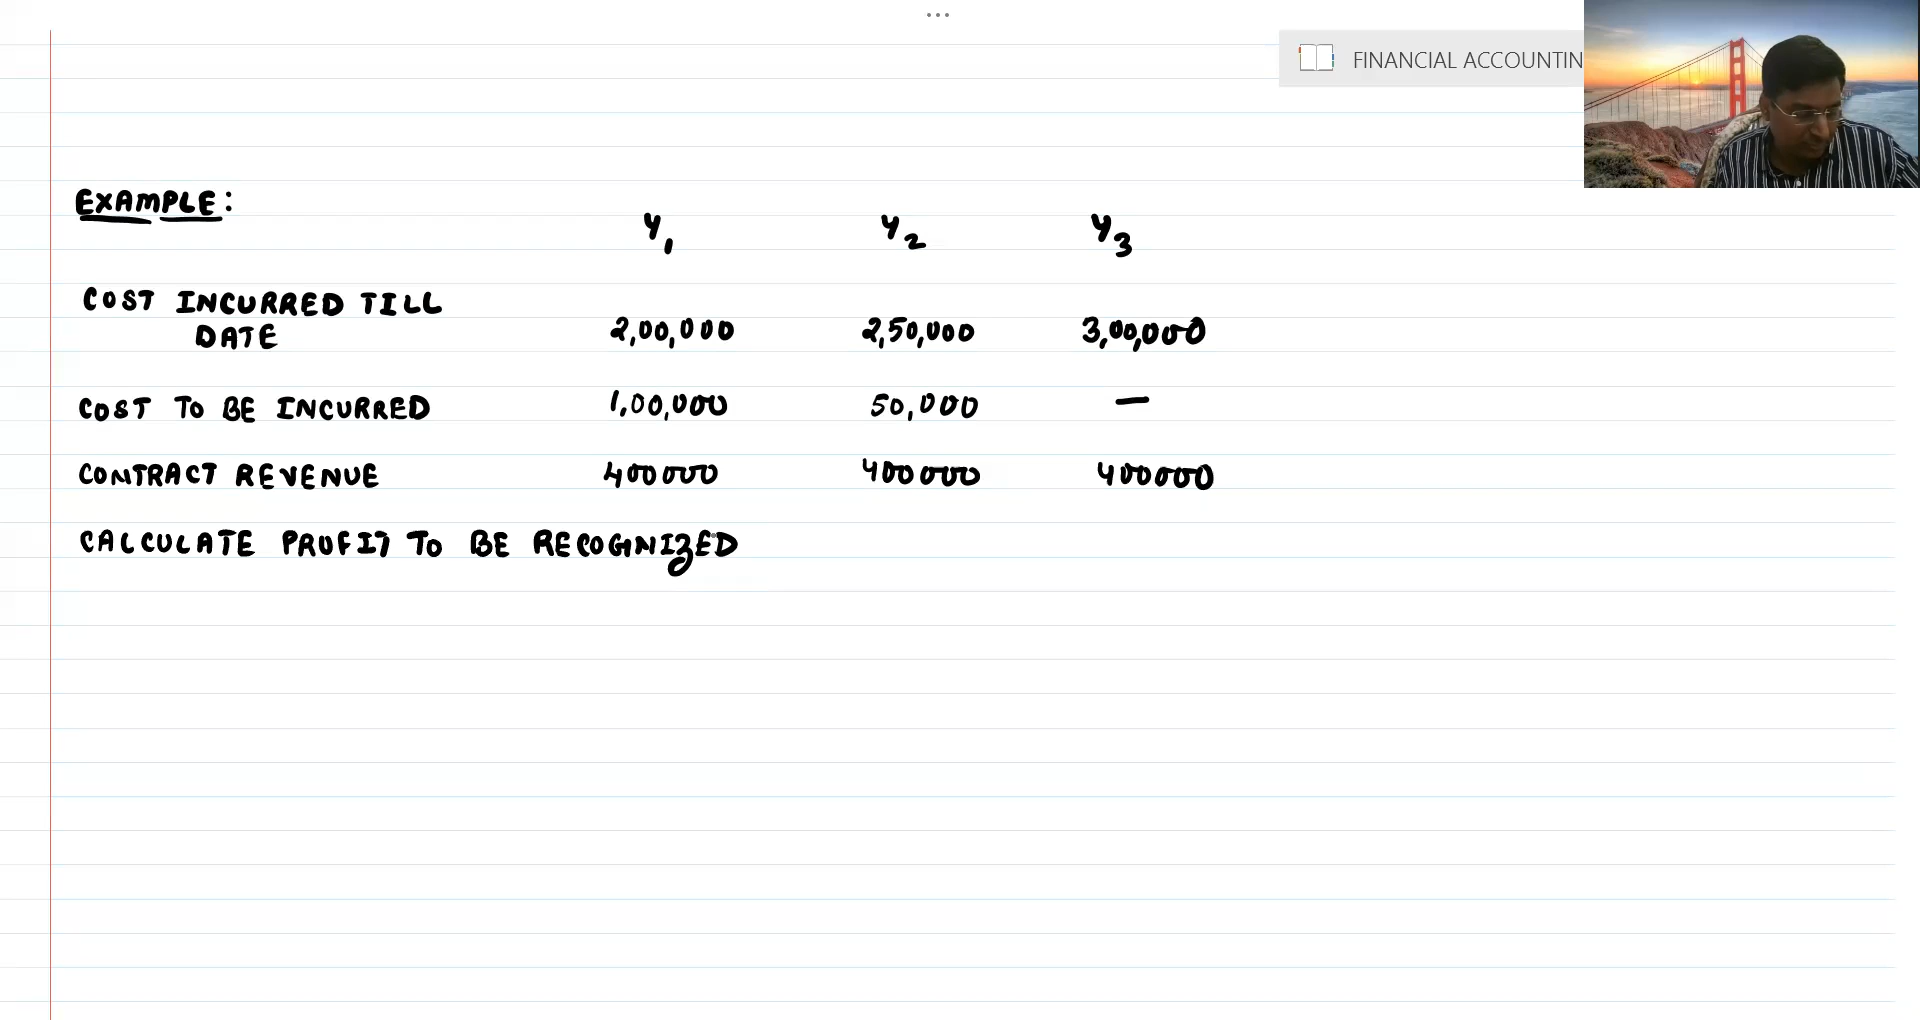 FINANCIAL ACCOUNTIN
EXAMPLE:
Y1 Y2 Y3
COST INCURRED TILL
DATE 2,00,000 2,50,000 3,00,000
COST TO BE INCURRED 1,00,000 50,000 —
CONTRACT REVENUE 400000 400000 400000
CALCULATE PROFIT TO BE RECOGNIZED